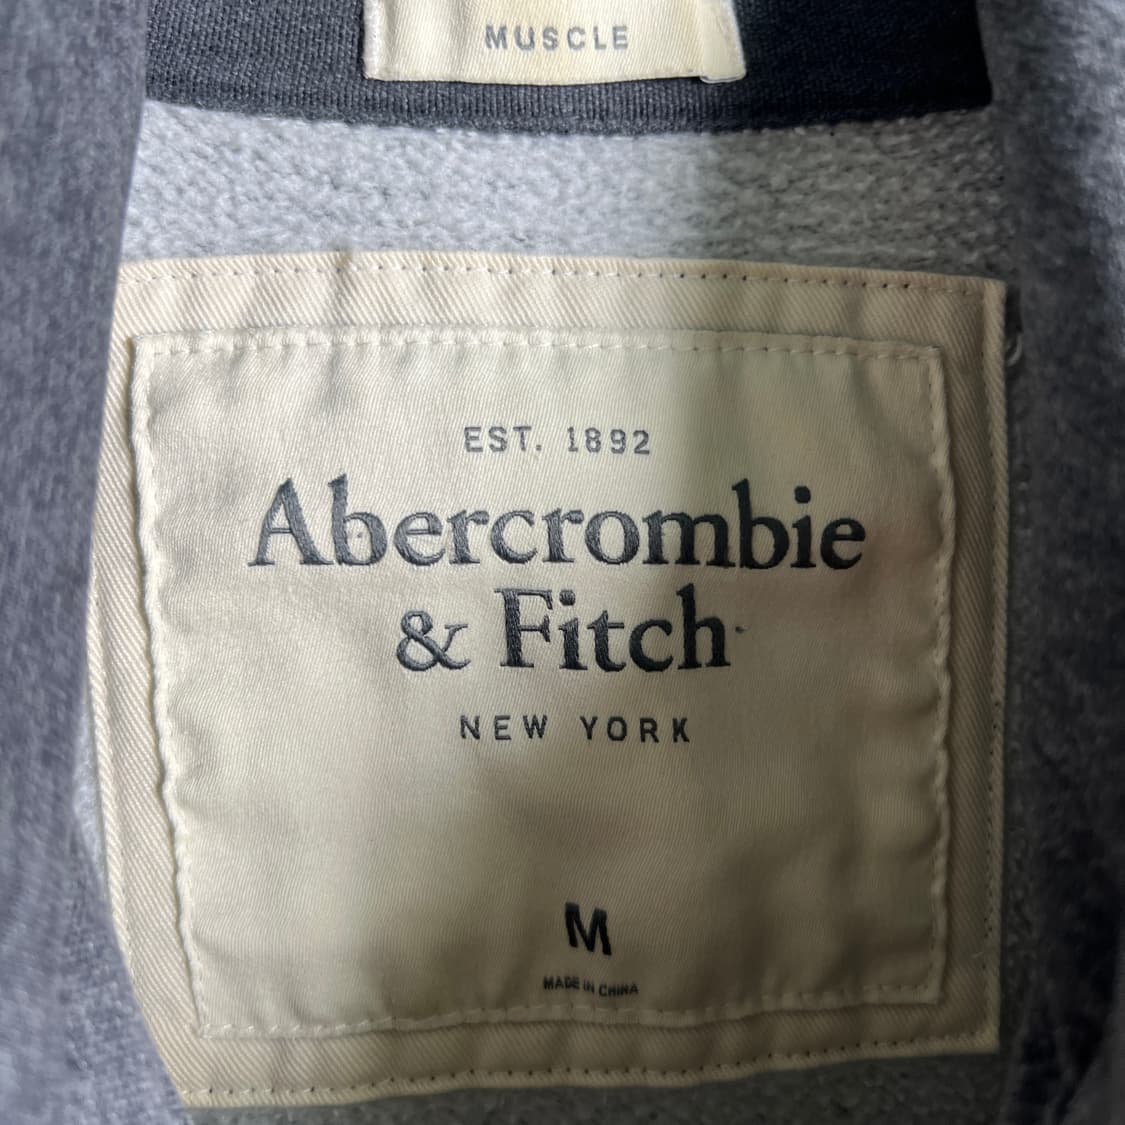 MUSCLE
EST. 1892
Abercrombie
& Fitch
NEW YORK
M
MADE IN CHINA